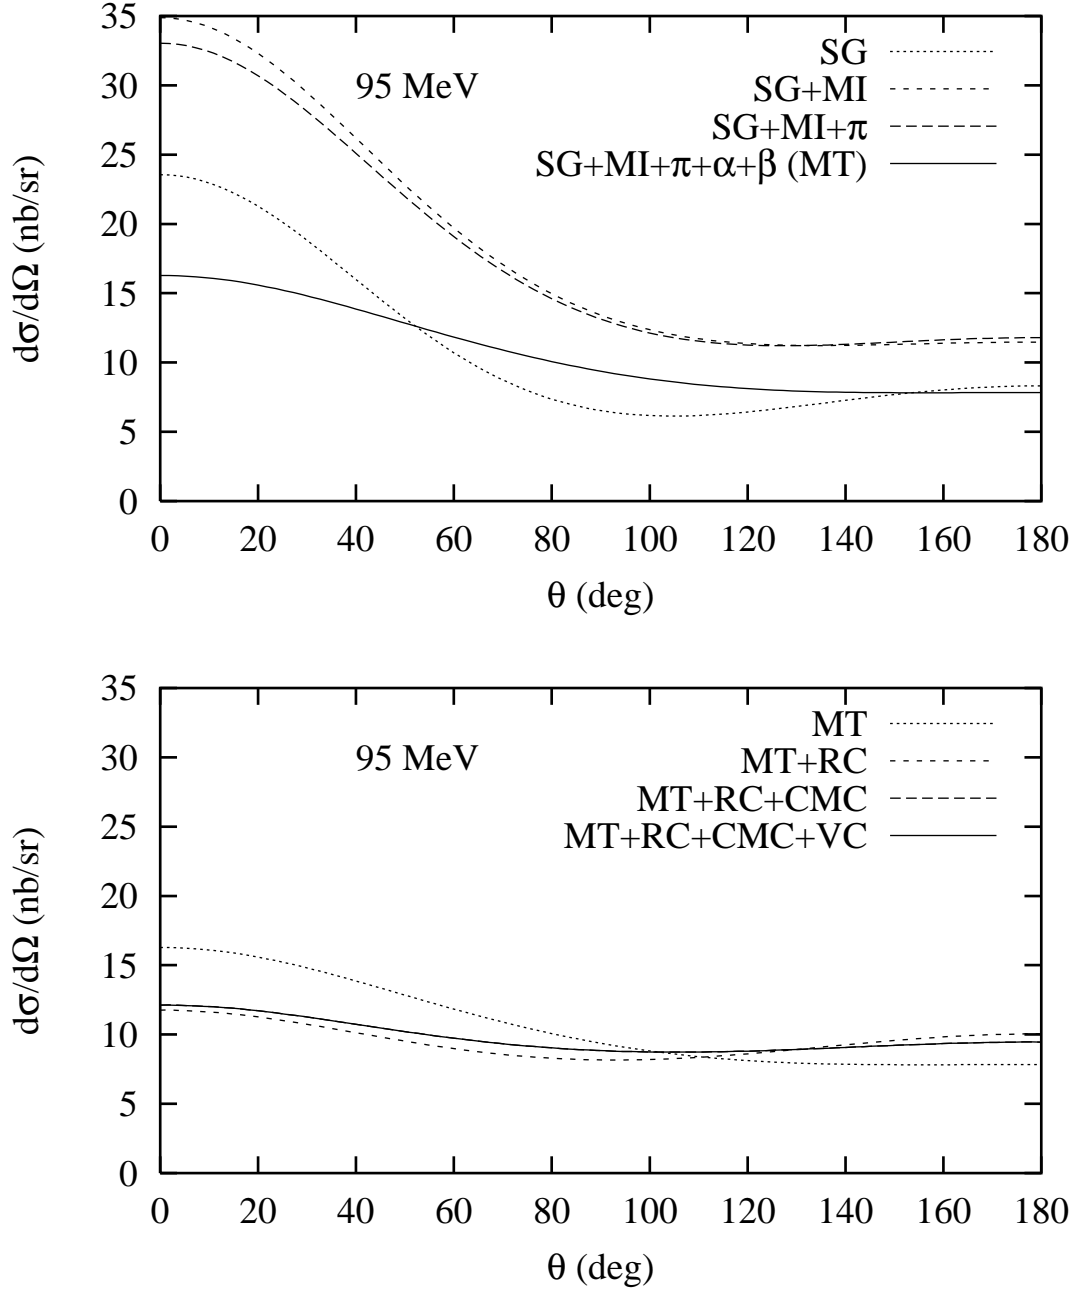 35
30
25
20
15
10
5
0
dσ/dΩ (nb/sr)
95 MeV
SG
SG+MI
SG+MI+π
SG+MI+π+α+β (MT)
0 20 40 60 80 100 120 140 160 180
θ (deg)
35
30
25
20
15
10
5
0
dσ/dΩ (nb/sr)
95 MeV
MT
MT+RC
MT+RC+CMC
MT+RC+CMC+VC
0 20 40 60 80 100 120 140 160 180
θ (deg)